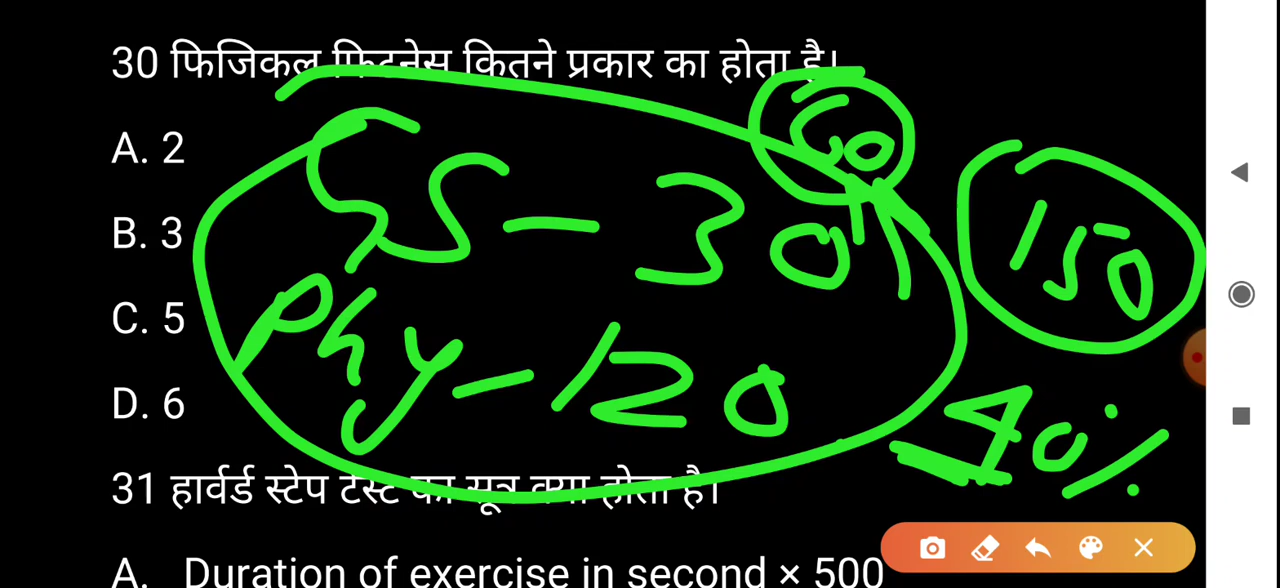 30 फिजिकल फिटनेस कितने प्रकार का होता है।
60
A. 2
GS - 30
150
B. 3
C. 5
Phy - 120
D. 6
40%
31 हार्वर्ड स्टेप टेस्ट का सूत्र क्या होता है।
A. Duration of exercise in second × 500